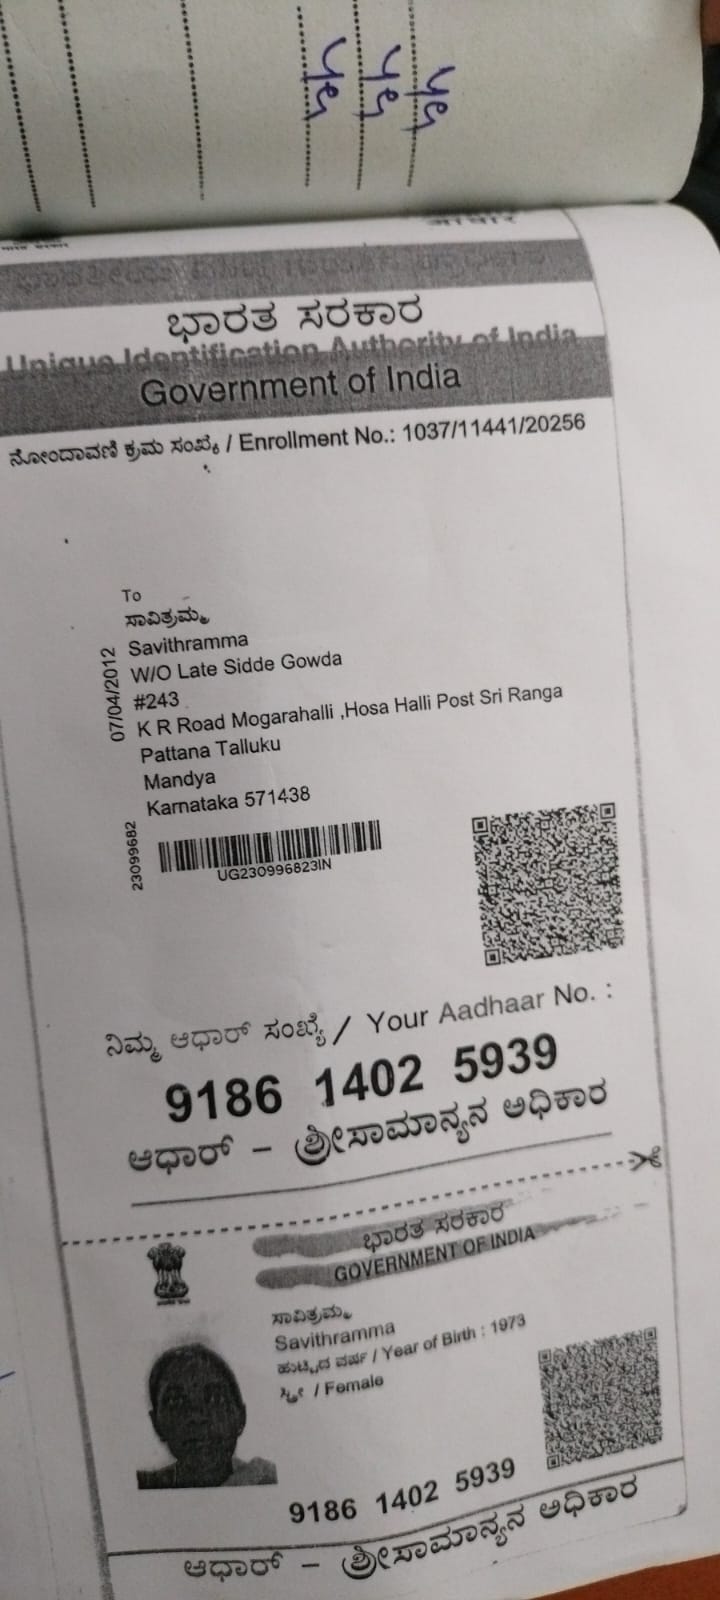 ಭಾರತ ಸರಕಾರ
Unique Identification Authority of India
Government of India
ನೋಂದಾವಣಿ ಕ್ರಮ ಸಂಖ್ಯೆ / Enrollment No.: 1037/11441/20256
To
ಸಾವಿತ್ರಮ್ಮ
Savithramma
W/O Late Sidde Gowda
#243
K R Road Mogarahalli ,Hosa Halli Post Sri Ranga
Pattana Talluku
Mandya
Karnataka 571438
07/04/2012
23099682
UG230996823IN
ನಿಮ್ಮ ಆಧಾರ್ ಸಂಖ್ಯೆ / Your Aadhaar No. :
9186 1402 5939
ಆಧಾರ್ – ಶ್ರೀಸಾಮಾನ್ಯನ ಅಧಿಕಾರ
ಭಾರತ ಸರಕಾರ
GOVERNMENT OF INDIA
ಸಾವಿತ್ರಮ್ಮ
Savithramma
ಹುಟ್ಟಿದ ವರ್ಷ / Year of Birth : 1973
ಸ್ತ್ರೀ / Female
9186 1402 5939
ಆಧಾರ್ – ಶ್ರೀಸಾಮಾನ್ಯನ ಅಧಿಕಾರ